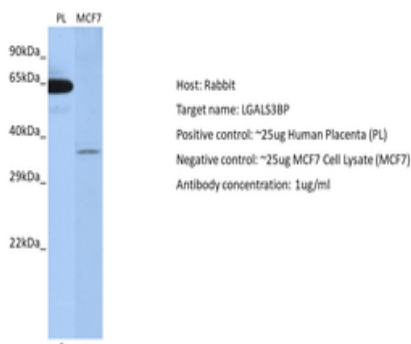 PL MCF7
90kDa_
65kDa_
Host: Rabbit
Target name: LGALS3BP
40kDa_
Positive control: ~25ug Human Placenta (PL)
Negative control: ~25ug MCF7 Cell Lysate (MCF7)
29kDa_
Antibody concentration: 1ug/ml
22kDa_